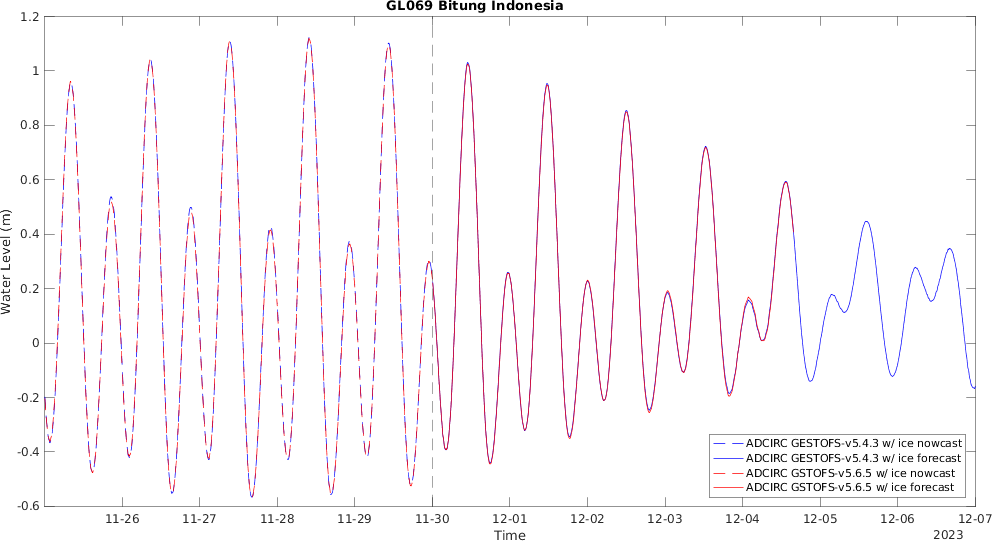 GL069 Bitung Indonesia
1.2
1
0.8
0.6
0.4
0.2
0
-0.2
-0.4
-0.6
Water Level (m)
11-26 11-27 11-28 11-29 11-30 12-01 12-02 12-03 12-04 12-05 12-06 12-07
Time
2023
ADCIRC GESTOFS-v5.4.3 w/ ice nowcast
ADCIRC GESTOFS-v5.4.3 w/ ice forecast
ADCIRC GSTOFS-v5.6.5 w/ ice nowcast
ADCIRC GSTOFS-v5.6.5 w/ ice forecast